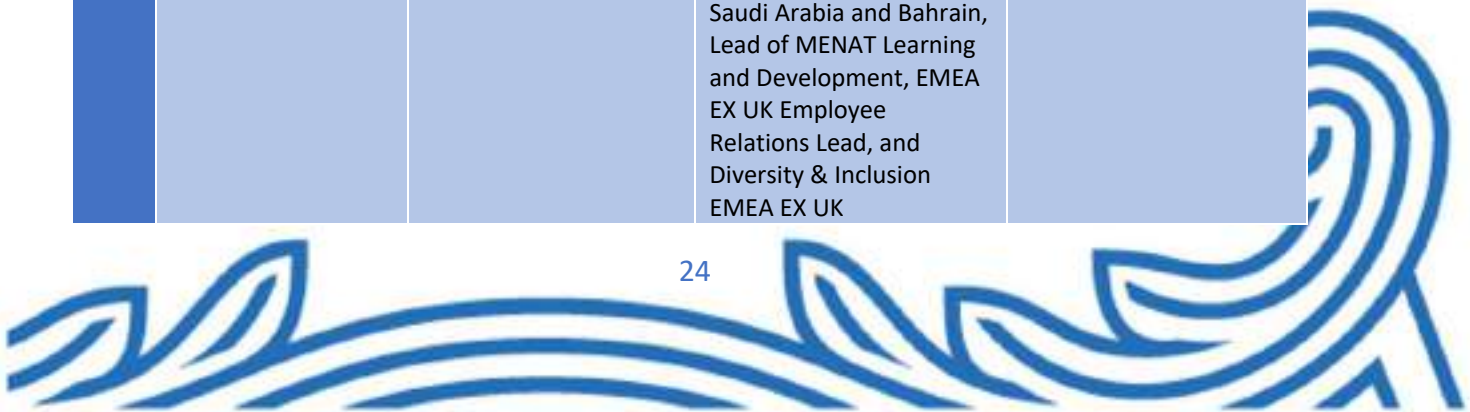 Saudi Arabia and Bahrain,
Lead of MENAT Learning
and Development, EMEA
EX UK Employee
Relations Lead, and
Diversity & Inclusion
EMEA EX UK
24